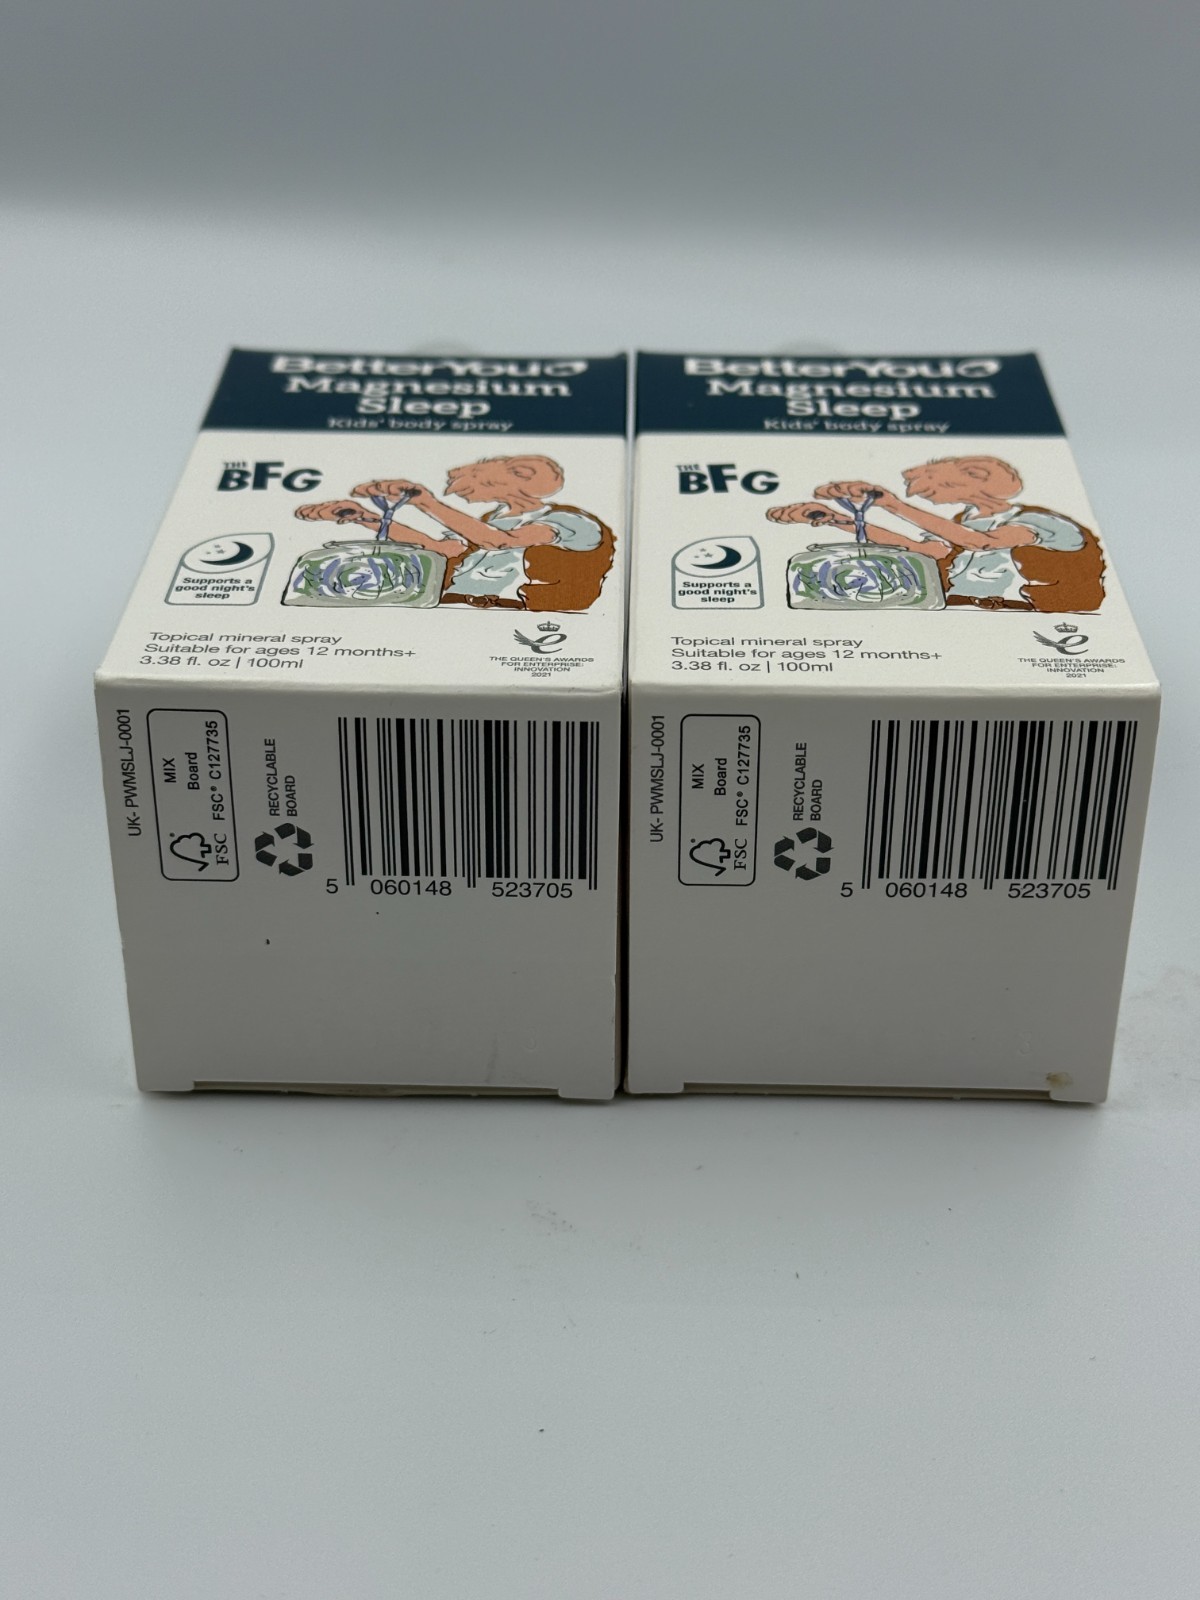 BetterYou
Magnesium
Sleep
Kids' body spray
THE
BFG
Supports a
good night's
sleep
Topical mineral spray
Suitable for ages 12 months+
3.38 fl. oz | 100ml
THE QUEEN'S AWARDS
FOR ENTERPRISE:
INNOVATION
2021
UK- PWMSLJ-0001
MIX
Board
FSC® C127735
FSC
RECYCLABLE
BOARD
5 060148 523705
BetterYou
Magnesium
Sleep
Kids' body spray
THE
BFG
Supports a
good night's
sleep
Topical mineral spray
Suitable for ages 12 months+
3.38 fl. oz | 100ml
THE QUEEN'S AWARDS
FOR ENTERPRISE:
INNOVATION
2021
UK- PWMSLJ-0001
MIX
Board
FSC® C127735
FSC
RECYCLABLE
BOARD
5 060148 523705